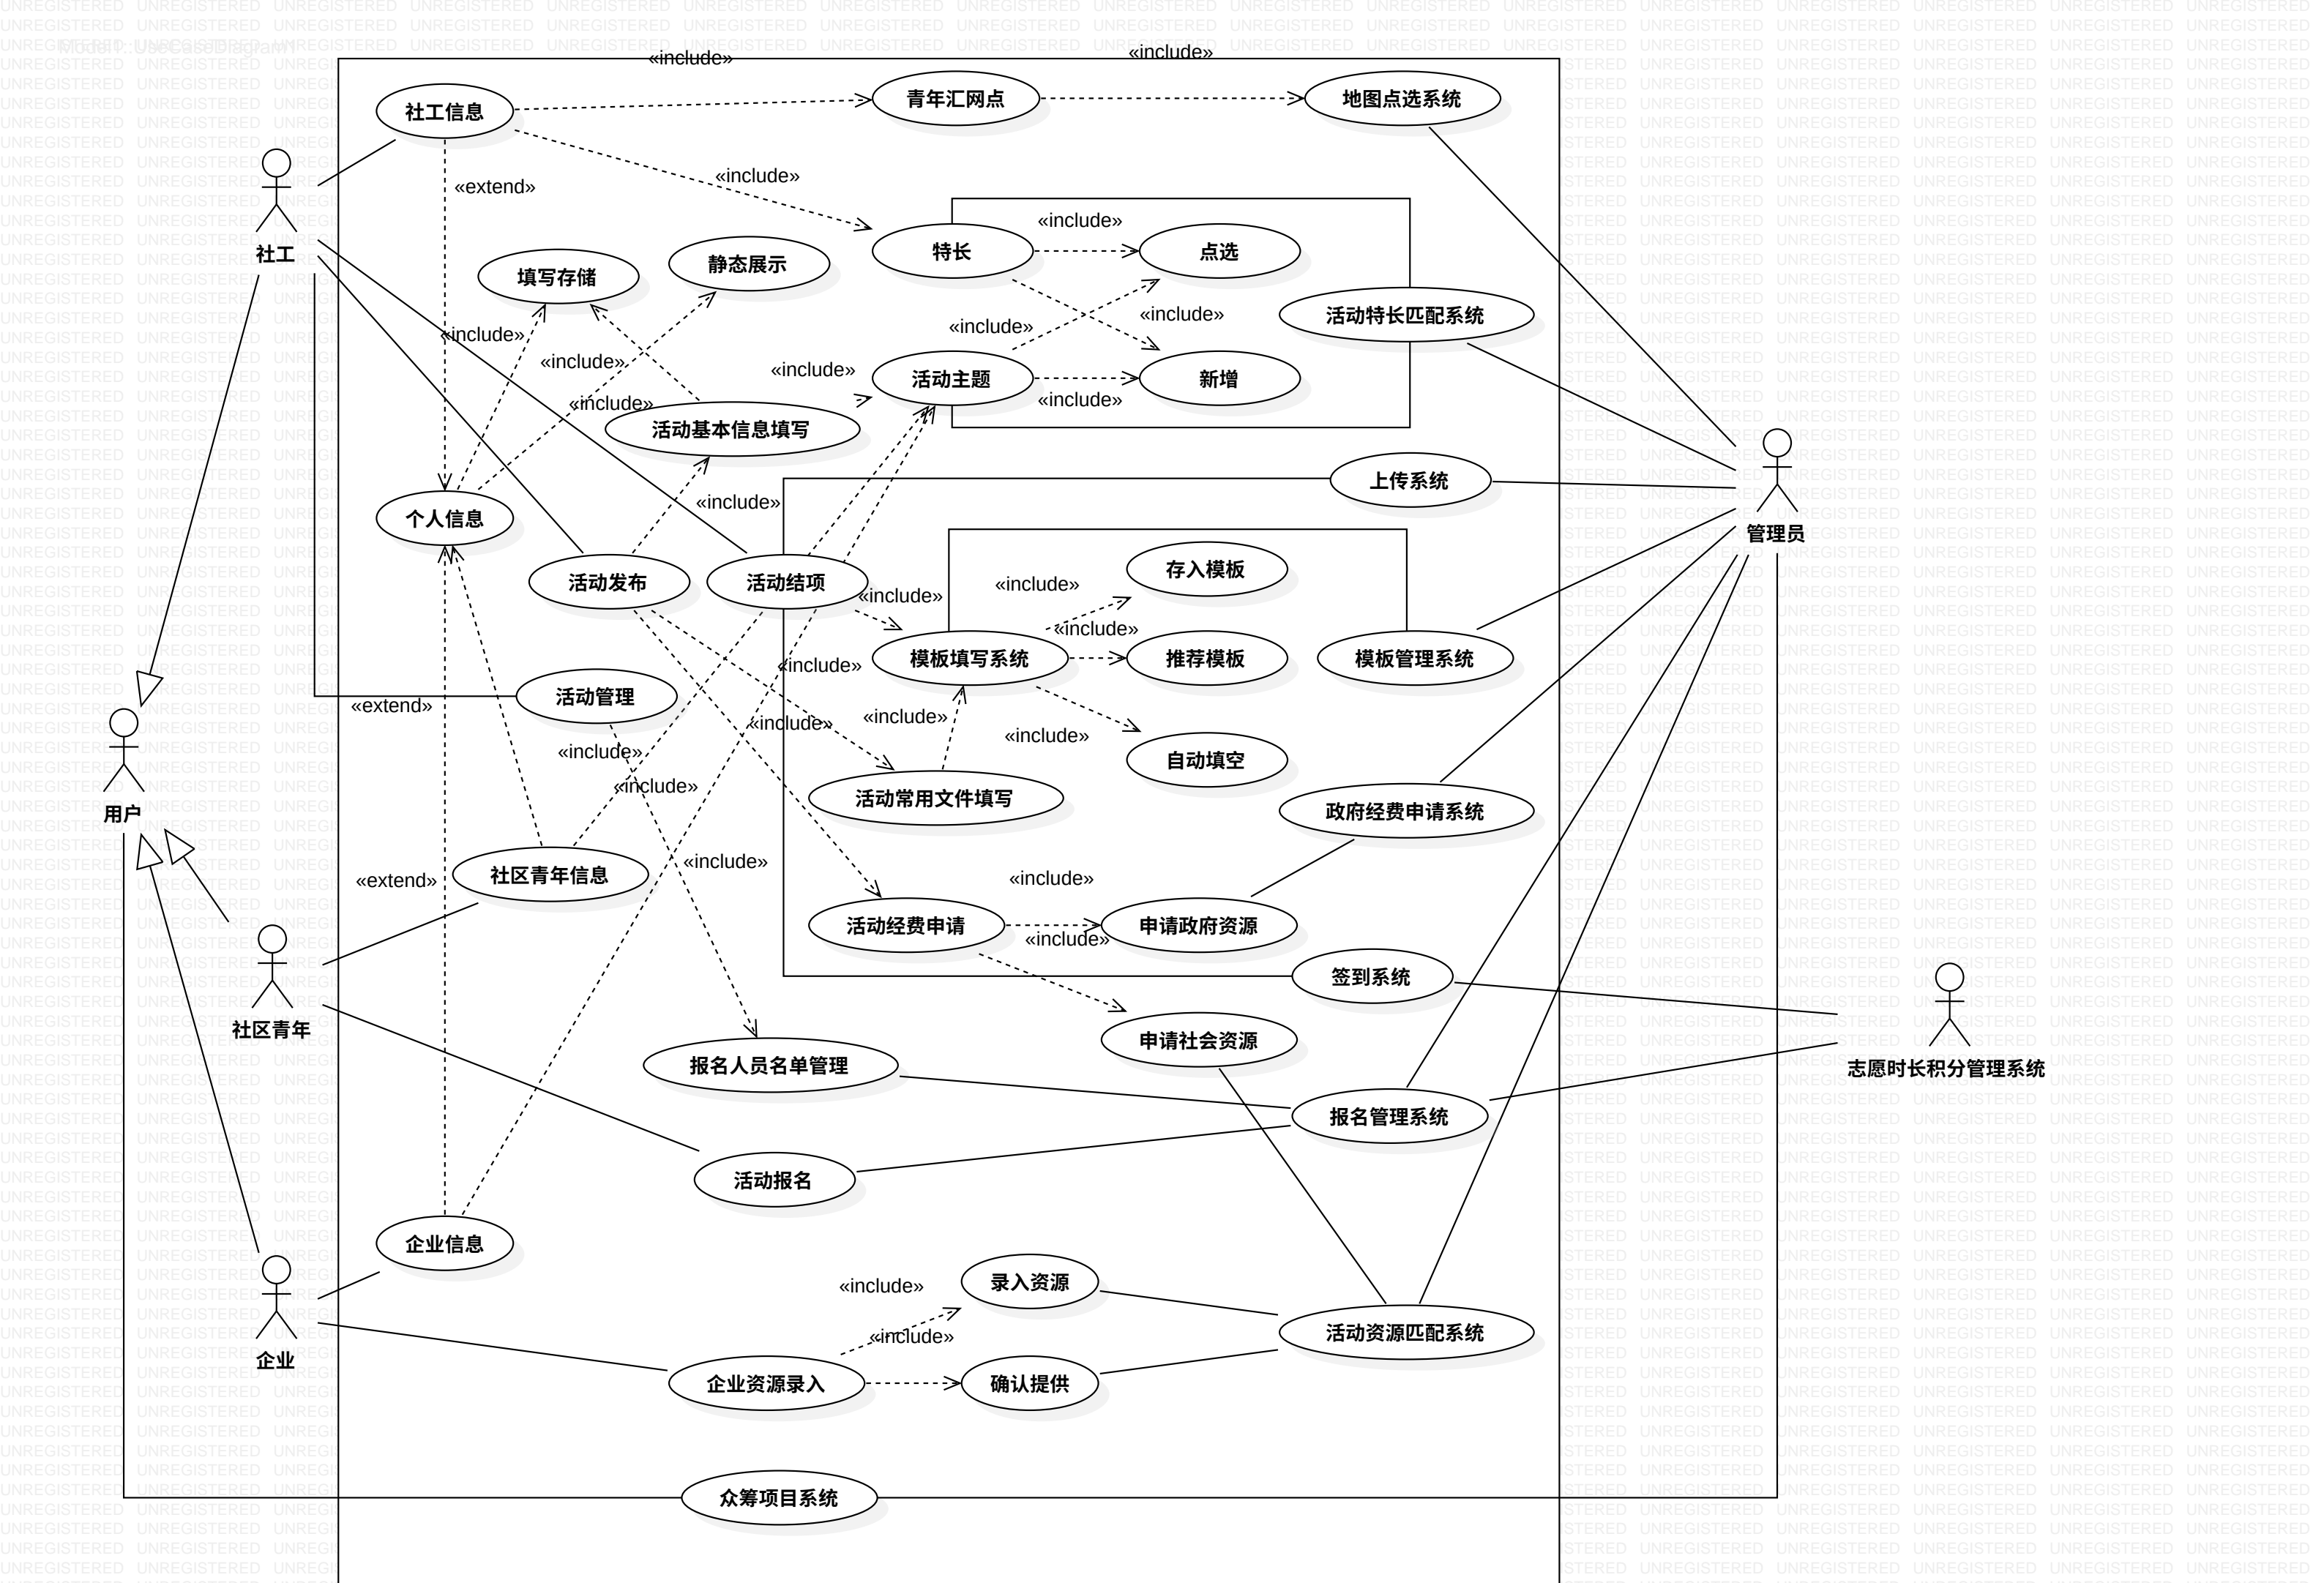 Model1::UseCaseDiagram1
«include»
«include»
社工信息
青年汇网点
地图点选系统
«include»
«extend»
社工
特长
«include»
点选
填写存储
静态展示
«include»
«include»
«include»
活动特长匹配系统
«include»
«include»
活动主题
新增
«include»
«include»
活动基本信息填写
管理员
上传系统
«include»
个人信息
活动发布
活动结项
存入模板
«include»
«include»
«include»
模板填写系统
推荐模板
模板管理系统
«include»
活动管理
«extend»
«include»
«include»
«include»
«include»
自动填空
用户
«include»
活动常用文件填写
政府经费申请系统
«include»
社区青年信息
«extend»
«include»
活动经费申请
«include»
申请政府资源
签到系统
社区青年
申请社会资源
志愿时长积分管理系统
报名人员名单管理
报名管理系统
活动报名
企业信息
«include»
录入资源
«include»
活动资源匹配系统
企业
企业资源录入
确认提供
众筹项目系统
UNREGISTERED